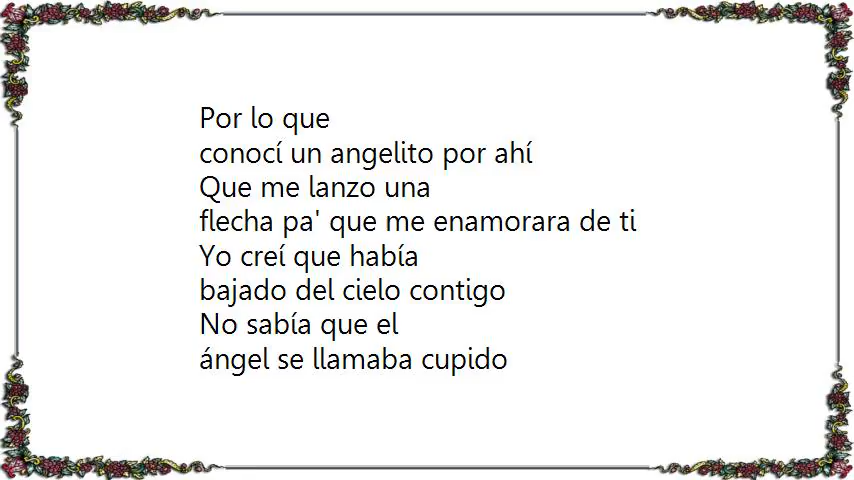 Por lo que
conocí un angelito por ahí
Que me lanzo una
flecha pa' que me enamorara de ti
Yo creí que había
bajado del cielo contigo
No sabía que el
ángel se llamaba cupido